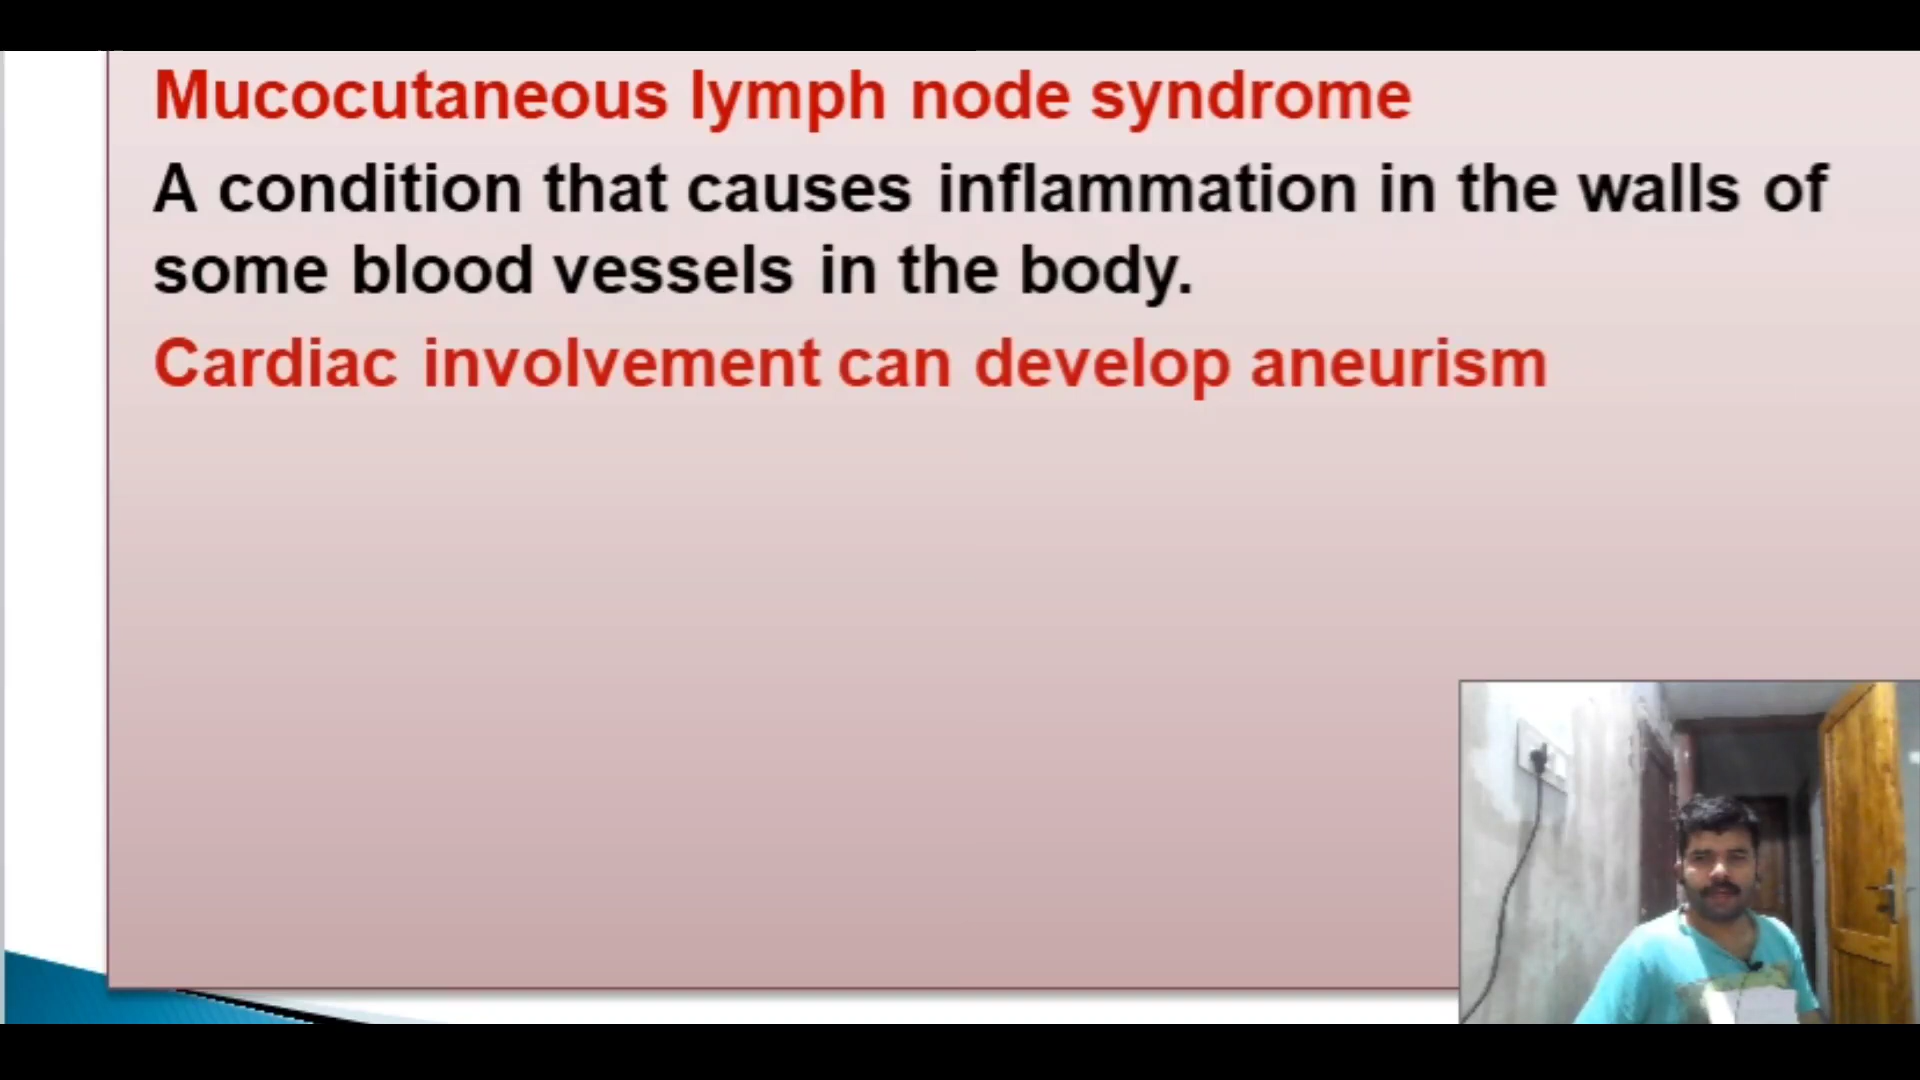 Mucocutaneous lymph node syndrome
A condition that causes inflammation in the walls of
some blood vessels in the body.
Cardiac involvement can develop aneurism